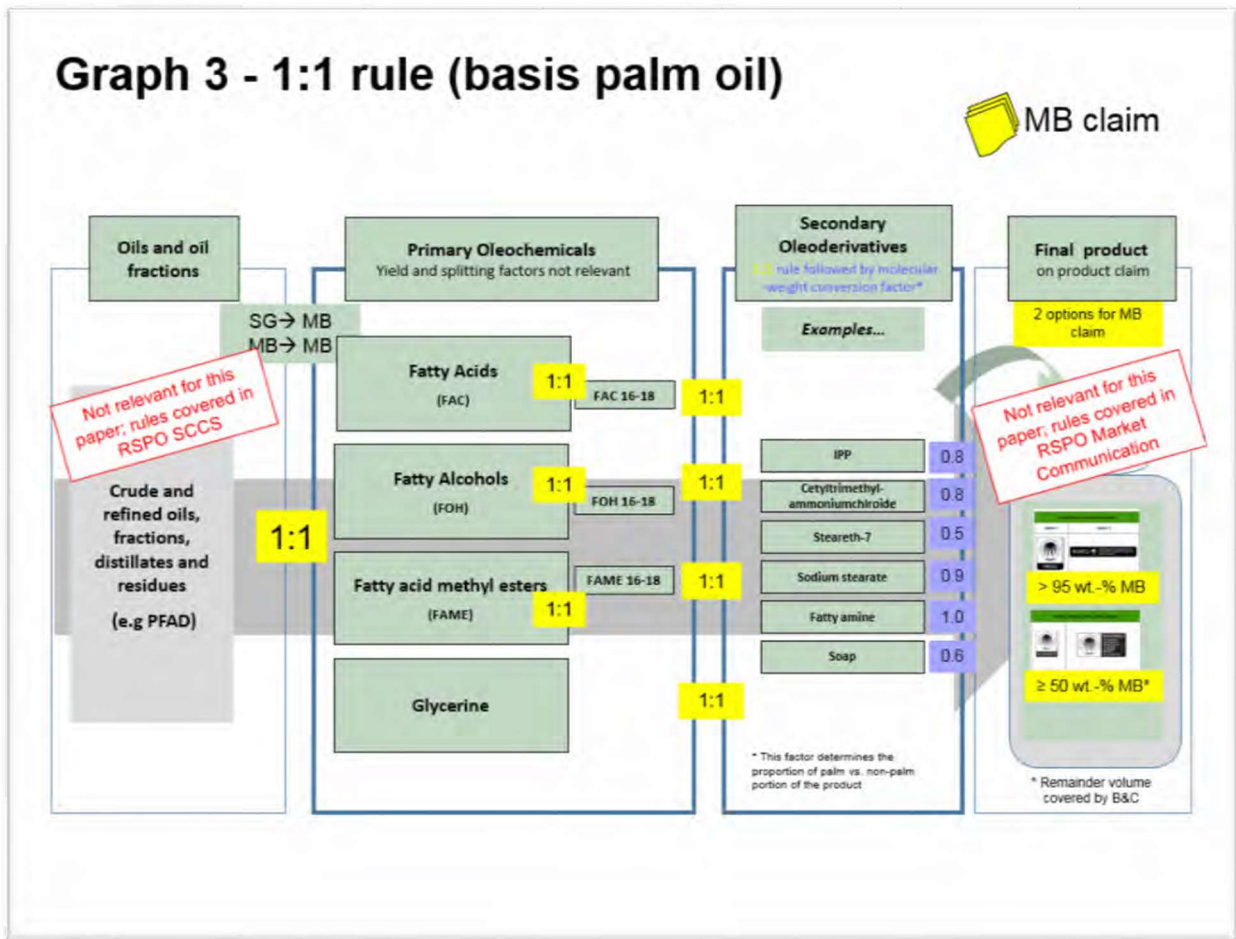 Graph 3 - 1:1 rule (basis palm oil)
MB claim
Oils and oil
fractions
Primary Oleochemicals
Yield and splitting factors not relevant
Secondary
Oleoderivatives
1:1 rule followed by molecular
weight conversion factor*
Final product
on product claim
SG→ MB
MB→ MB
Examples...
2 options for MB
claim
Not relevant for this
paper; rules covered in
RSPO SCCS
Crude and
refined oils,
fractions,
distillates and
residues
(e.g PFAD)
1:1
Fatty Acids
(FAC)
1:1
FAC 16-18
1:1
Fatty Alcohols
(FOH)
1:1
FOH 16-18
1:1
Fatty acid methyl esters
(FAME)
1:1
FAME 16-18
1:1
Glycerine
1:1
IPP
0.8
Cetyltrimethyl-
ammoniumchlroide
0.8
Steareth-7
0.5
Sodium stearate
0.9
Fatty amine
1.0
Soap
0.6
* This factor determines the
proportion of palm vs. non-palm
portion of the product
Not relevant for this
paper; rules covered in
RSPO Market
Communication
> 95 wt.-% MB
≥ 50 wt.-% MB*
* Remainder volume
covered by B&C